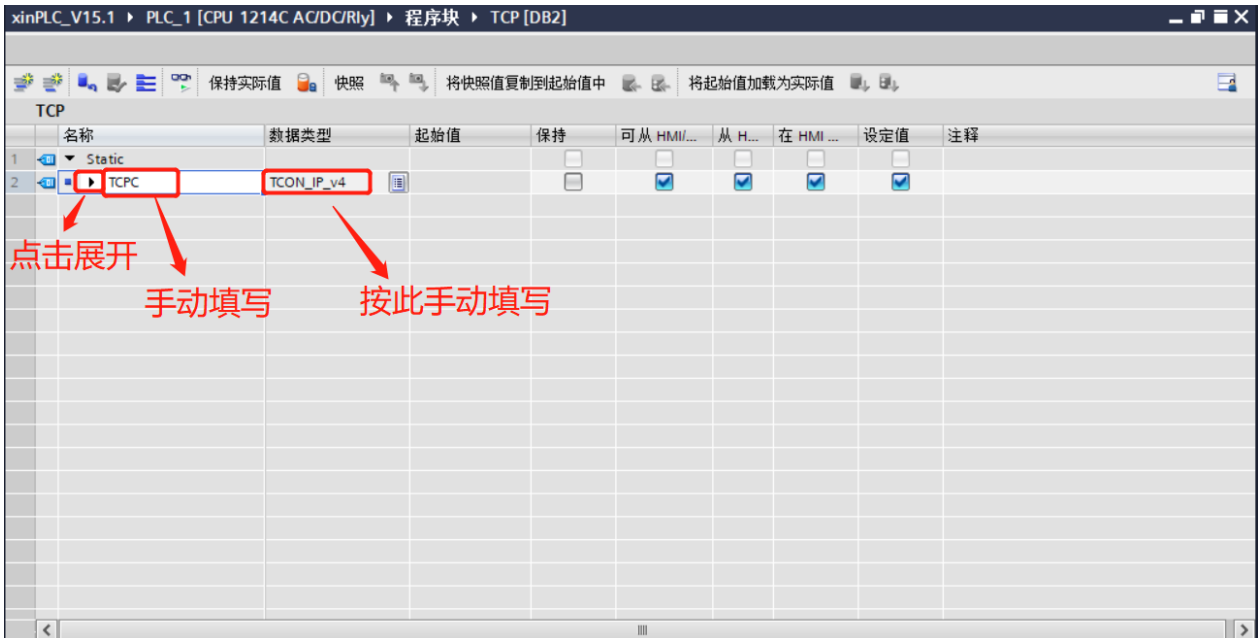 xinPLC_V15.1 ▸ PLC_1 [CPU 1214C AC/DC/Rly] ▸ 程序块 ▸ TCP [DB2]
保持实际值 快照 将快照值复制到起始值中 将起始值加载为实际值
TCP
名称 数据类型 起始值 保持 可从 HMI/... 从 H... 在 HMI ... 设定值 注释
1 Static
2 TCPC TCON_IP_v4
点击展开
手动填写
按此手动填写